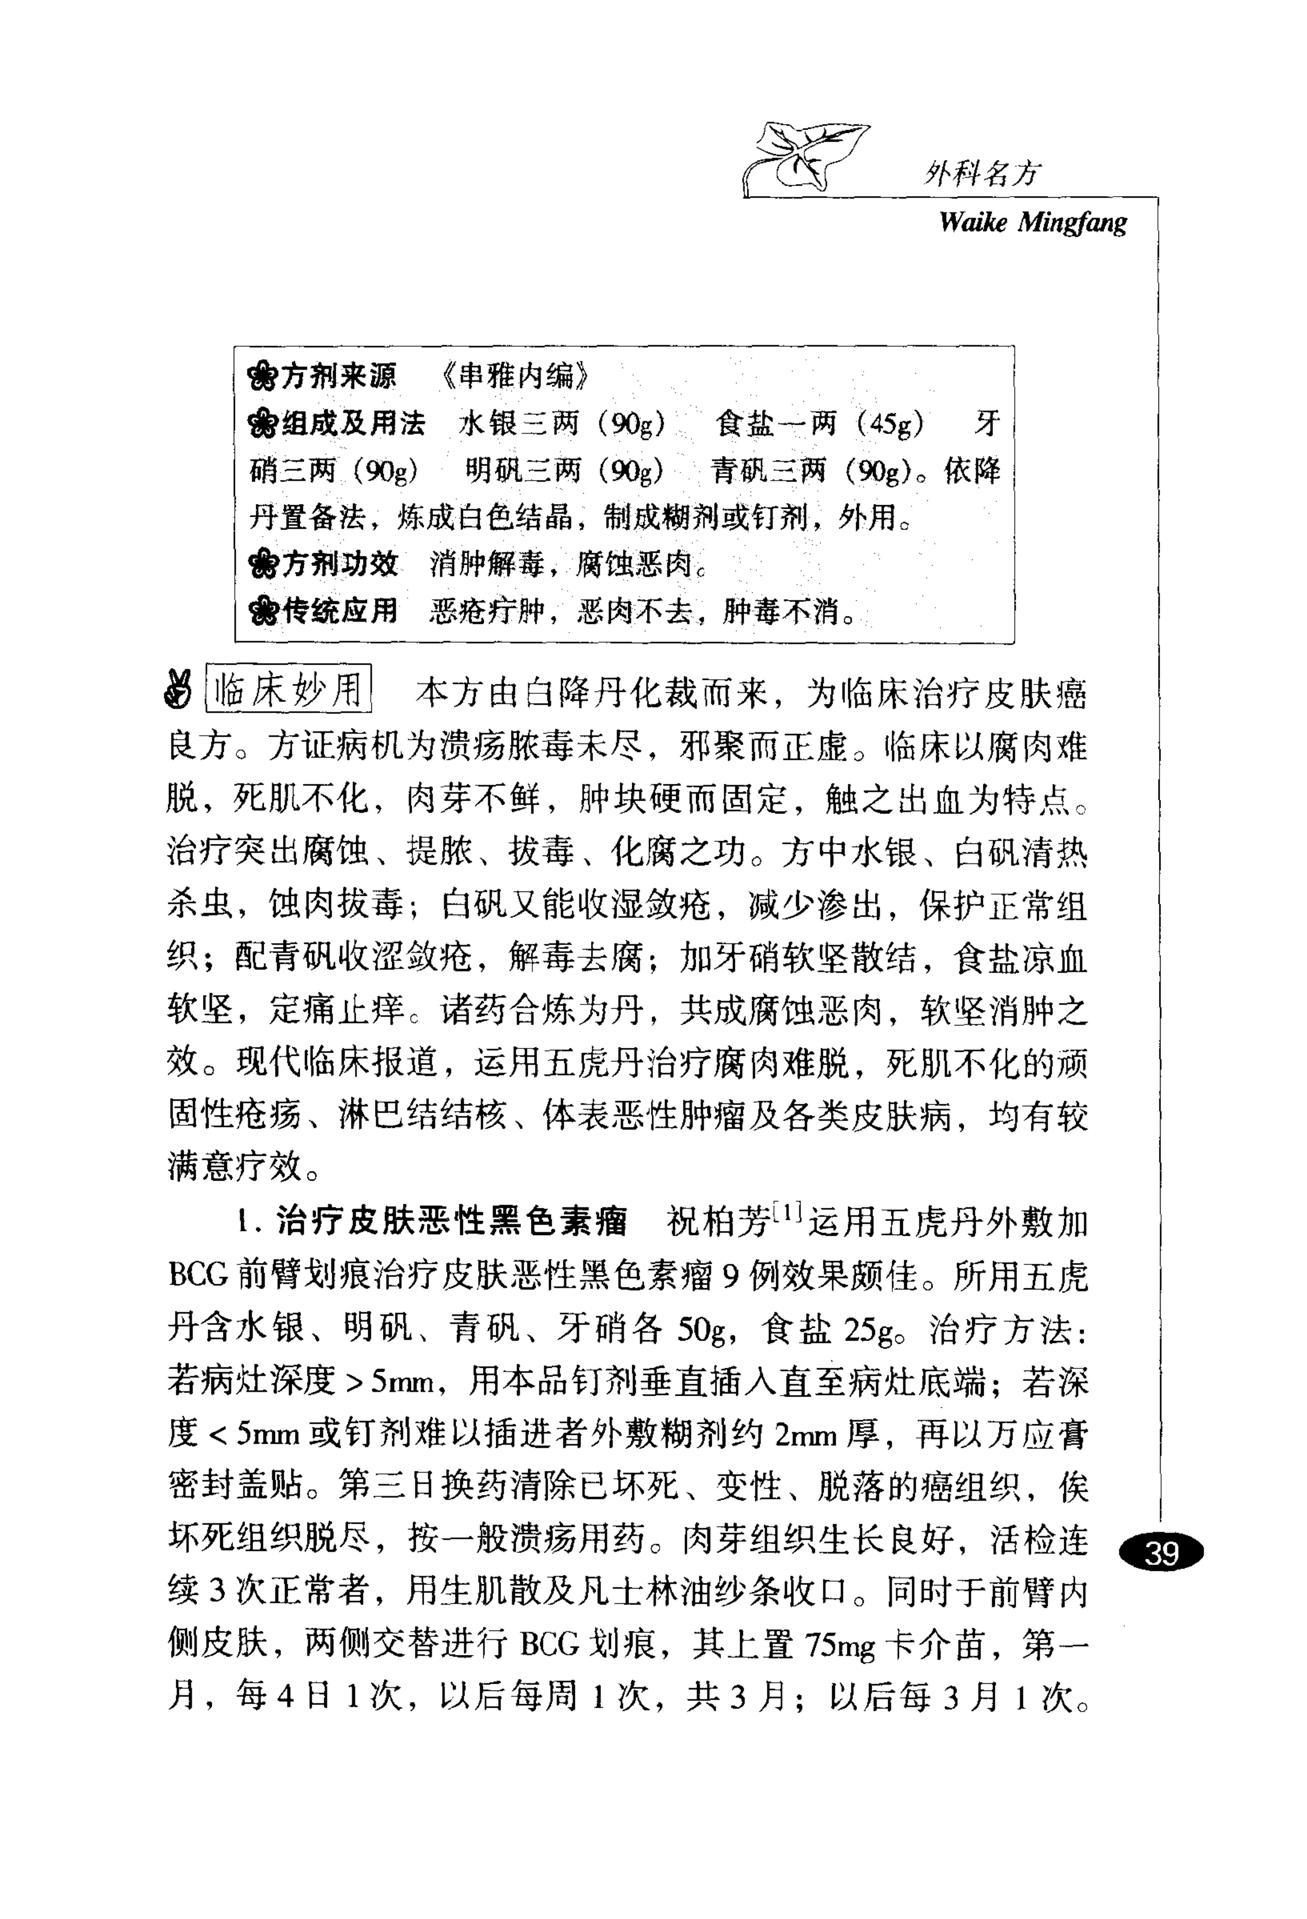 外科名方
Waike Mingfang
方剂来源 《串雅内编》
组成及用法 水银三两（90g） 食盐一两（45g） 牙
硝三两（90g） 明矾三两（90g） 青矾三两（90g）。依降
丹置备法，炼成白色结晶，制成糊剂或钉剂，外用。
方剂功效 消肿解毒，腐蚀恶肉。
传统应用 恶疮疔肿，恶肉不去，肿毒不消。
临床妙用 本方由白降丹化裁而来，为临床治疗皮肤癌
良方。方证病机为溃疡脓毒未尽，邪聚而正虚。临床以腐肉难
脱，死肌不化，肉芽不鲜，肿块硬而固定，触之出血为特点。
治疗突出腐蚀、提脓、拔毒、化腐之功。方中水银、白矾清热
杀虫，蚀肉拔毒；白矾又能收湿敛疮，减少渗出，保护正常组
织；配青矾收涩敛疮，解毒去腐；加牙硝软坚散结，食盐凉血
软坚，定痛止痒。诸药合炼为丹，共成腐蚀恶肉，软坚消肿之
效。现代临床报道，运用五虎丹治疗腐肉难脱，死肌不化的顽
固性疮疡、淋巴结结核、体表恶性肿瘤及各类皮肤病，均有较
满意疗效。
1. 治疗皮肤恶性黑色素瘤 祝柏芳[1]运用五虎丹外敷加
BCG 前臂划痕治疗皮肤恶性黑色素瘤 9 例效果颇佳。所用五虎
丹含水银、明矾、青矾、牙硝各 50g，食盐 25g。治疗方法：
若病灶深度 > 5mm，用本品钉剂垂直插入直至病灶底端；若深
度 < 5mm 或钉剂难以插进者外敷糊剂约 2mm 厚，再以万应膏
密封盖贴。第三日换药清除已坏死、变性、脱落的癌组织，俟
坏死组织脱尽，按一般溃疡用药。肉芽组织生长良好，活检连
续 3 次正常者，用生肌散及凡士林油纱条收口。同时于前臂内
侧皮肤，两侧交替进行 BCG 划痕，其上置 75mg 卡介苗，第一
月，每 4 日 1 次，以后每周 1 次，共 3 月；以后每 3 月 1 次。
39